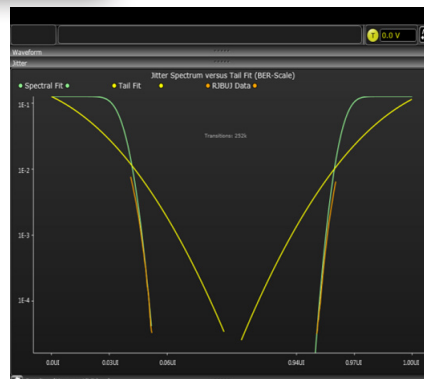 T 0.0 V
Waveform
Jitter
Jitter Spectrum versus Tail Fit (BER-Scale)
Spectral Fit Tail Fit RJBUJ Data
Transitions: 252k
1E-1
1E-2
1E-3
1E-4
0.0UI 0.03UI 0.06UI 0.94UI 0.97UI 1.00UI